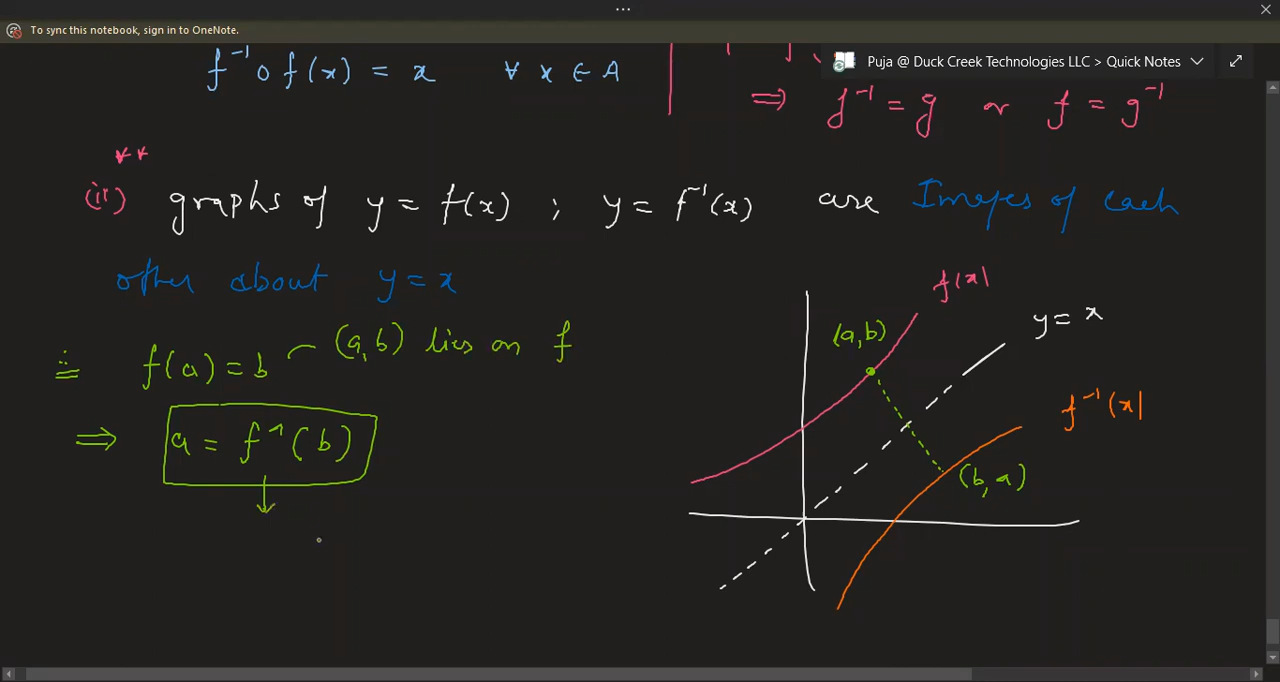 To sync this notebook, sign in to OneNote.
Puja @ Duck Creek Technologies LLC > Quick Notes
f⁻¹ o f(x) = x ∀ x ∈ A
⇒ f⁻¹ = g or f = g⁻¹
**
(ii) graphs of y = f(x) ; y = f⁻¹(x) are Images of each
other about y = x
f(a) = b (a,b) lies on f
⇒ a = f⁻¹(b)
f(x)
y = x
(a,b)
f⁻¹(x)
(b,a)